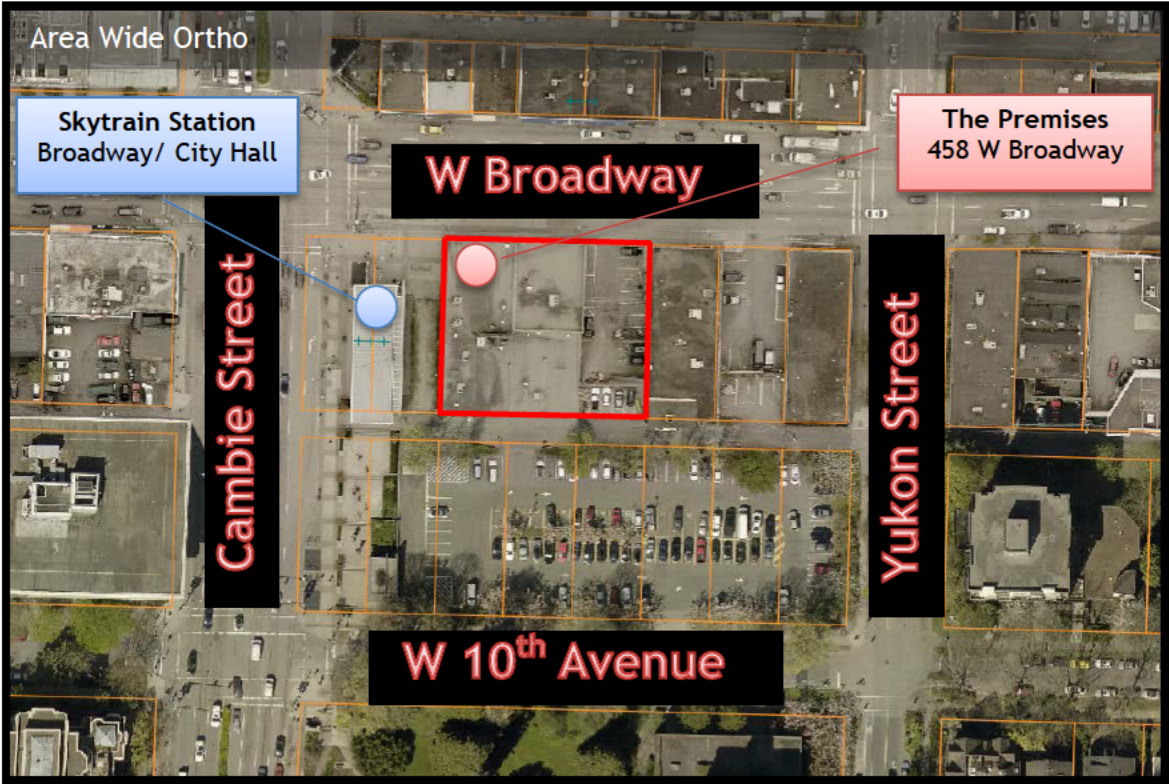 Area Wide Ortho
Skytrain Station
Broadway/ City Hall
The Premises
458 W Broadway
W Broadway
Cambie Street
Yukon Street
W 10th Avenue